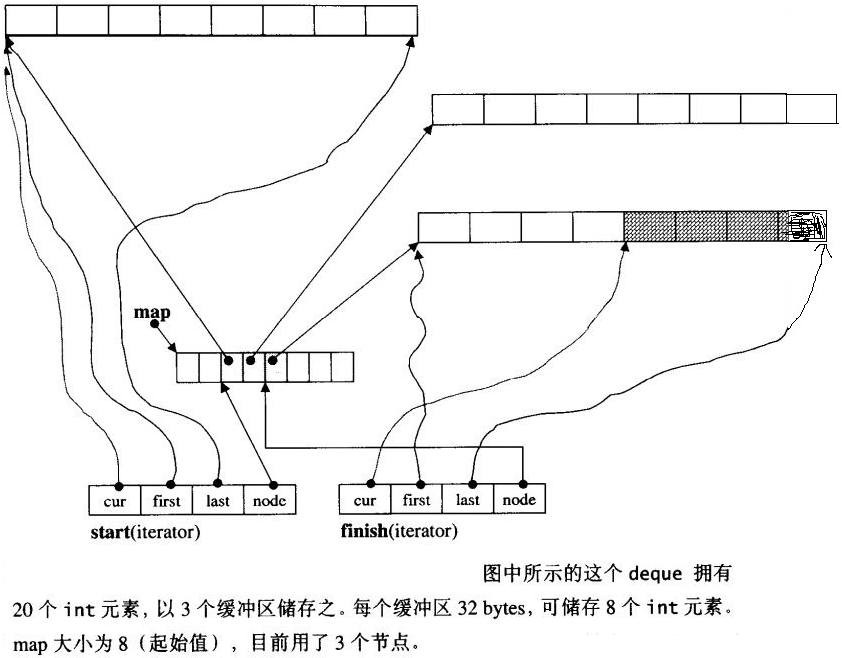 map
cur first last node
cur first last node
start(iterator)
finish(iterator)
图中所示的这个 deque 拥有
20 个 int 元素，以 3 个缓冲区储存之。每个缓冲区 32 bytes，可储存 8 个 int 元素。
map 大小为 8（起始值），目前用了 3 个节点。